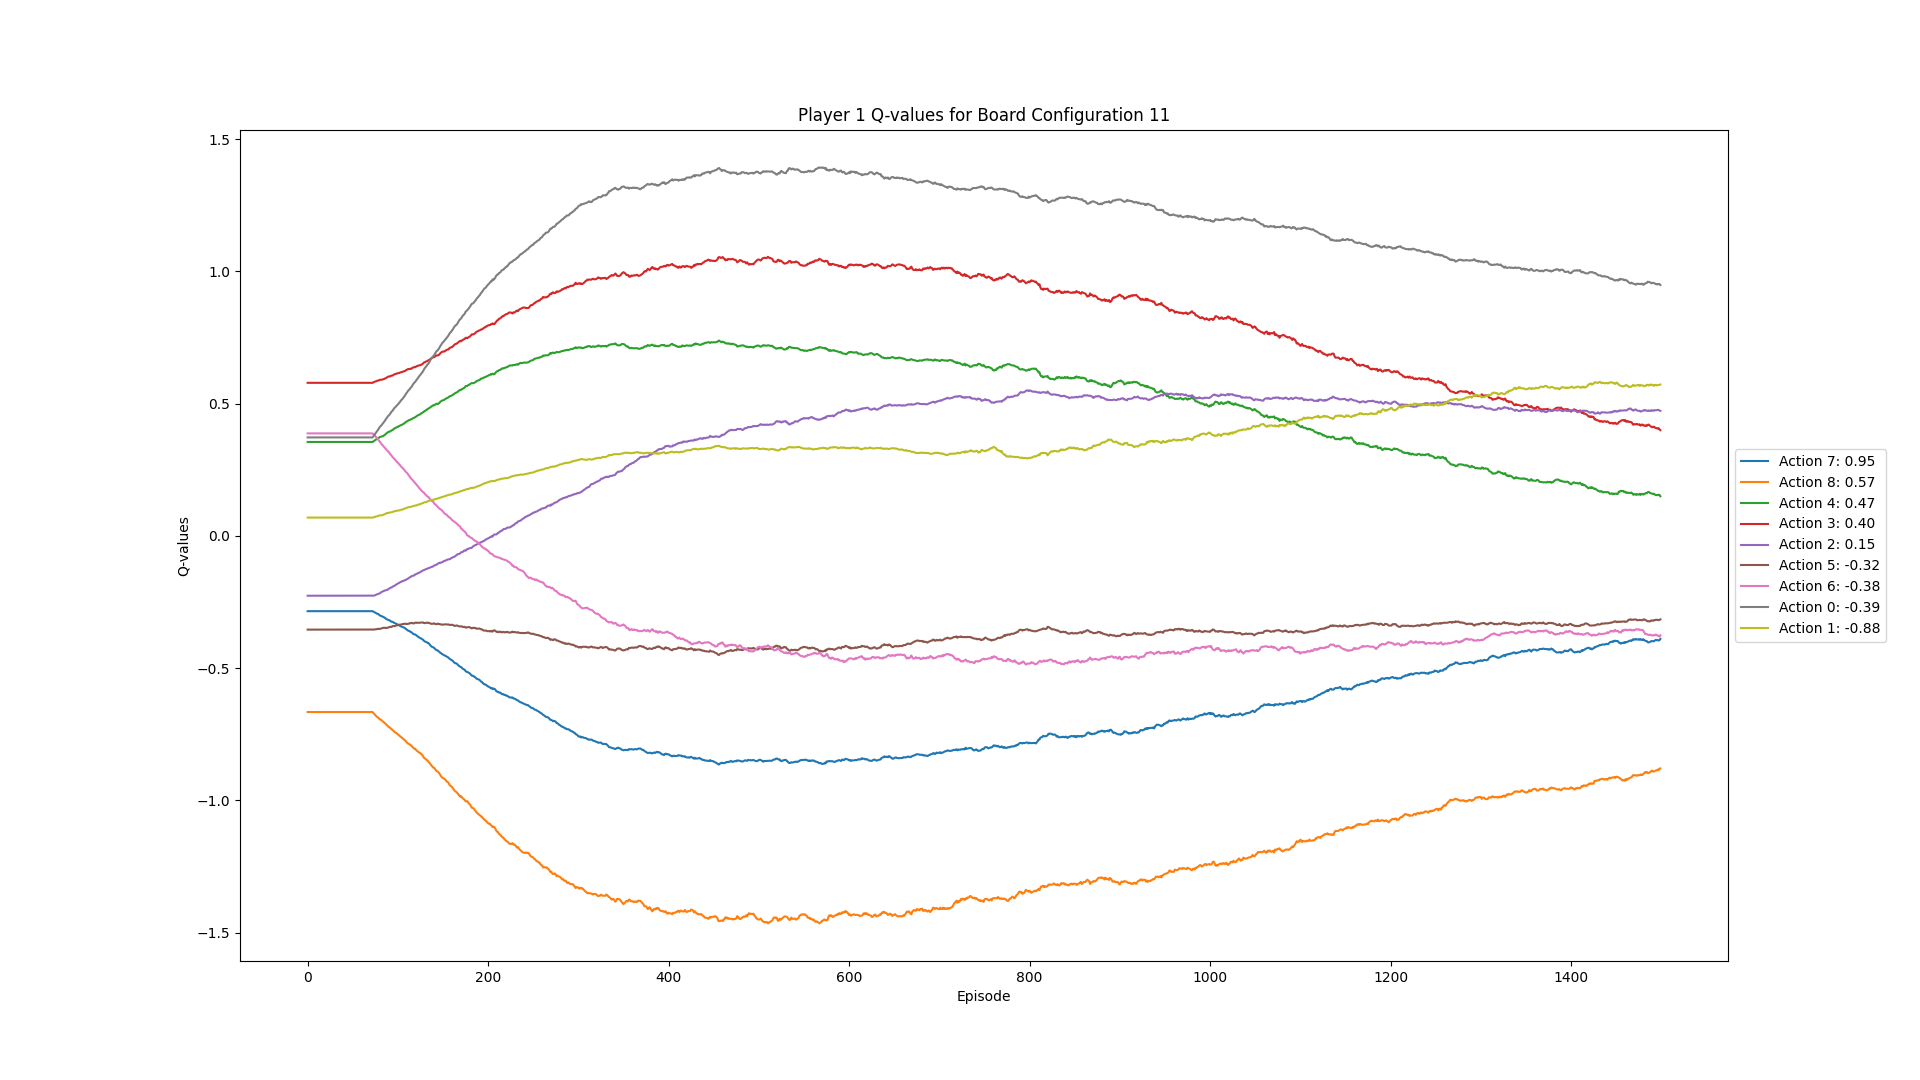 Player 1 Q-values for Board Configuration 11
1.5
1.0
0.5
0.0
−0.5
−1.0
−1.5
Q-values
0 200 400 600 800 1000 1200 1400
Episode
Action 7: 0.95
Action 8: 0.57
Action 4: 0.47
Action 3: 0.40
Action 2: 0.15
Action 5: -0.32
Action 6: -0.38
Action 0: -0.39
Action 1: -0.88